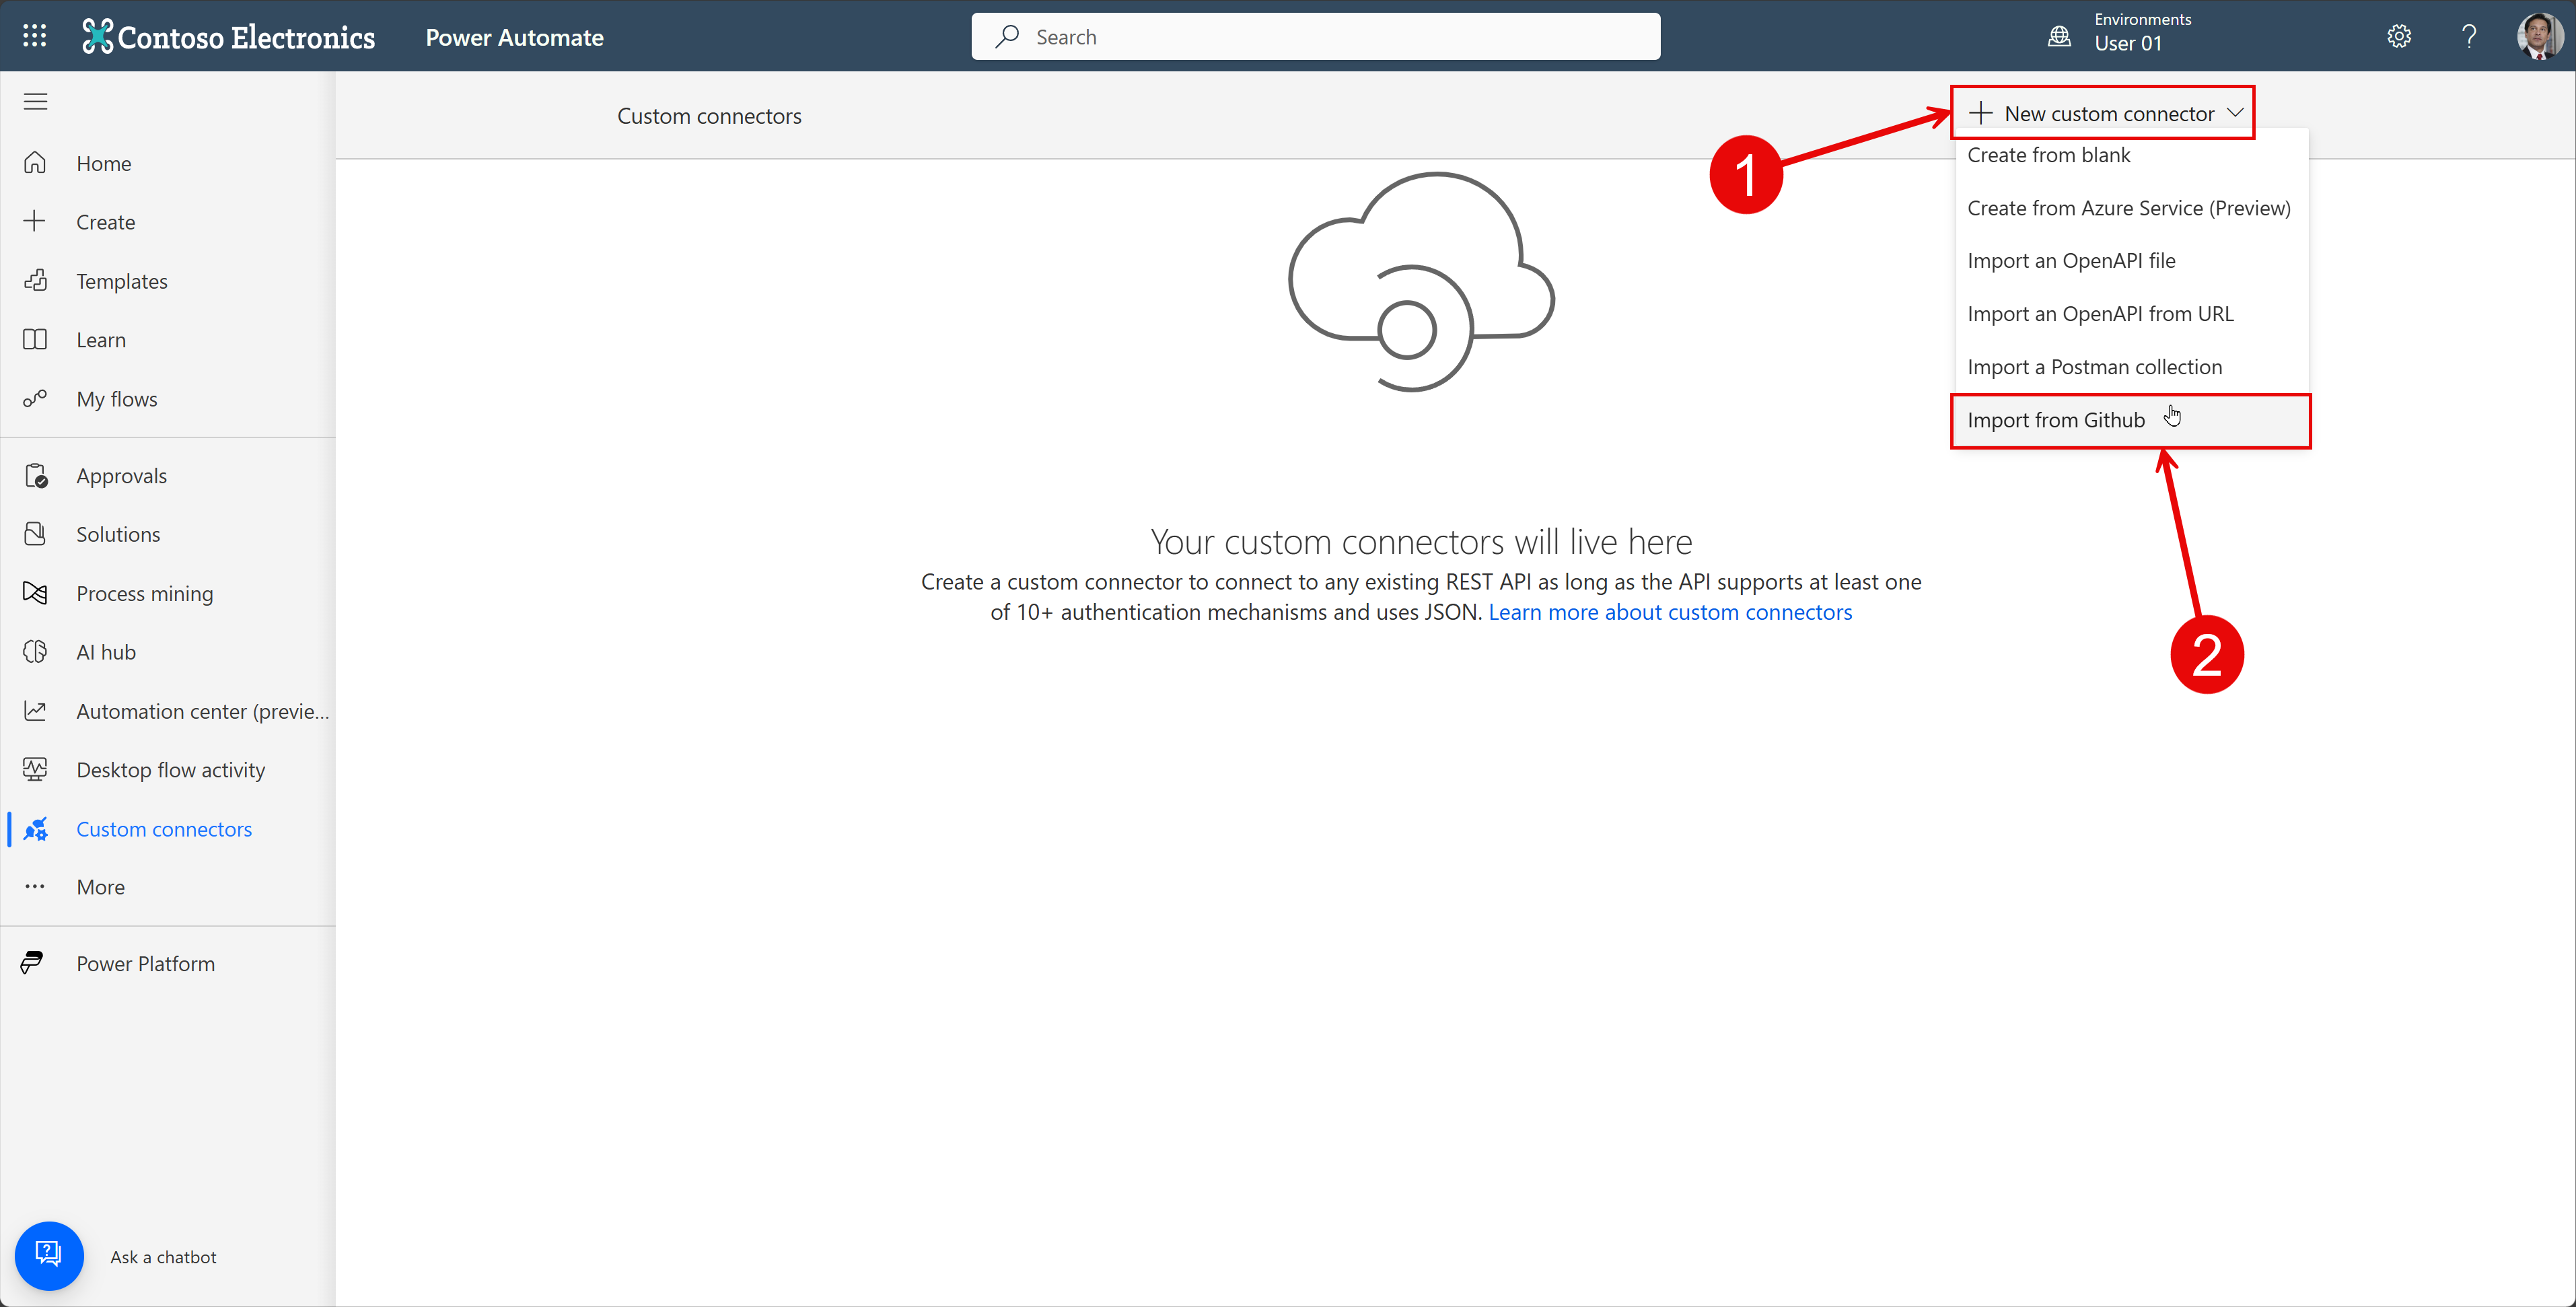 Contoso Electronics
Power Automate
Search
Environments
User 01
Custom connectors
New custom connector
Create from blank
Create from Azure Service (Preview)
Import an OpenAPI file
Import an OpenAPI from URL
Import a Postman collection
Import from Github
1
2
Home
Create
Templates
Learn
My flows
Approvals
Solutions
Process mining
AI hub
Automation center (previe...
Desktop flow activity
Custom connectors
More
Power Platform
Ask a chatbot
Your custom connectors will live here
Create a custom connector to connect to any existing REST API as long as the API supports at least one
of 10+ authentication mechanisms and uses JSON. Learn more about custom connectors